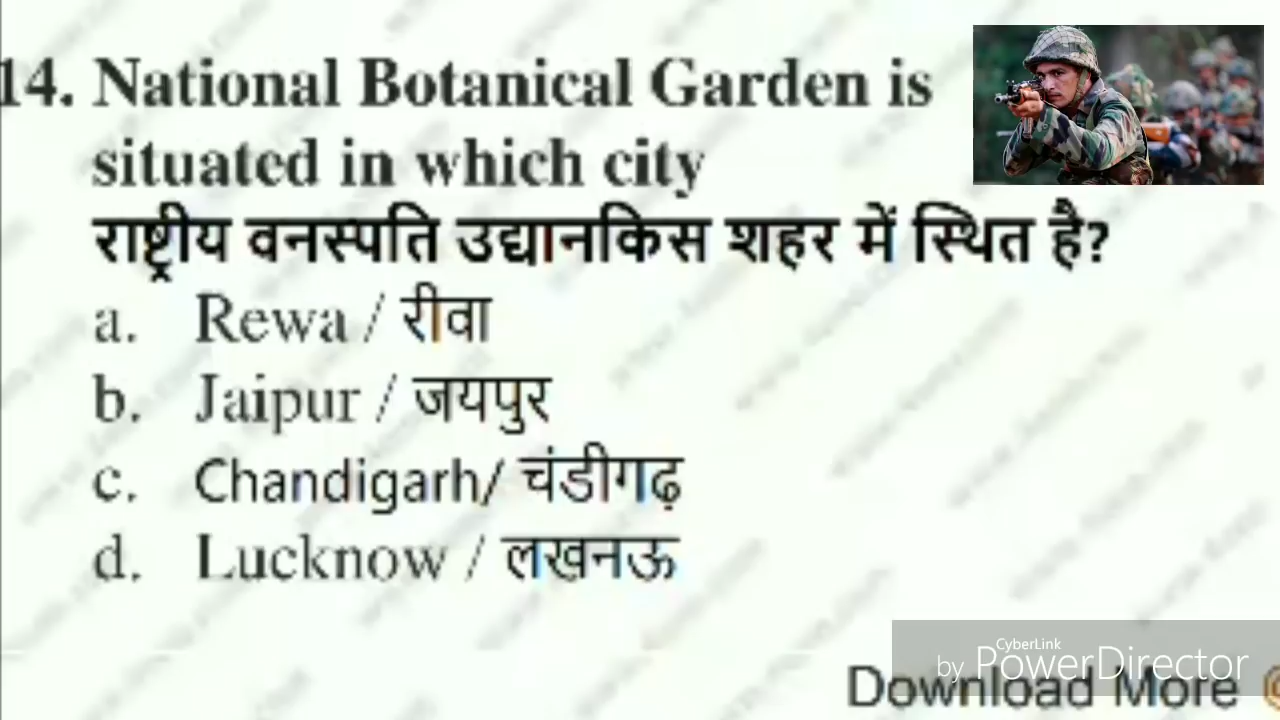 14. National Botanical Garden is
situated in which city
राष्ट्रीय वनस्पति उद्यानकिस शहर में स्थित है?
a. Rewa / रीवा
b. Jaipur / जयपुर
c. Chandigarh/ चंडीगढ़
d. Lucknow / लखनऊ
CyberLink
by PowerDirector
Download More